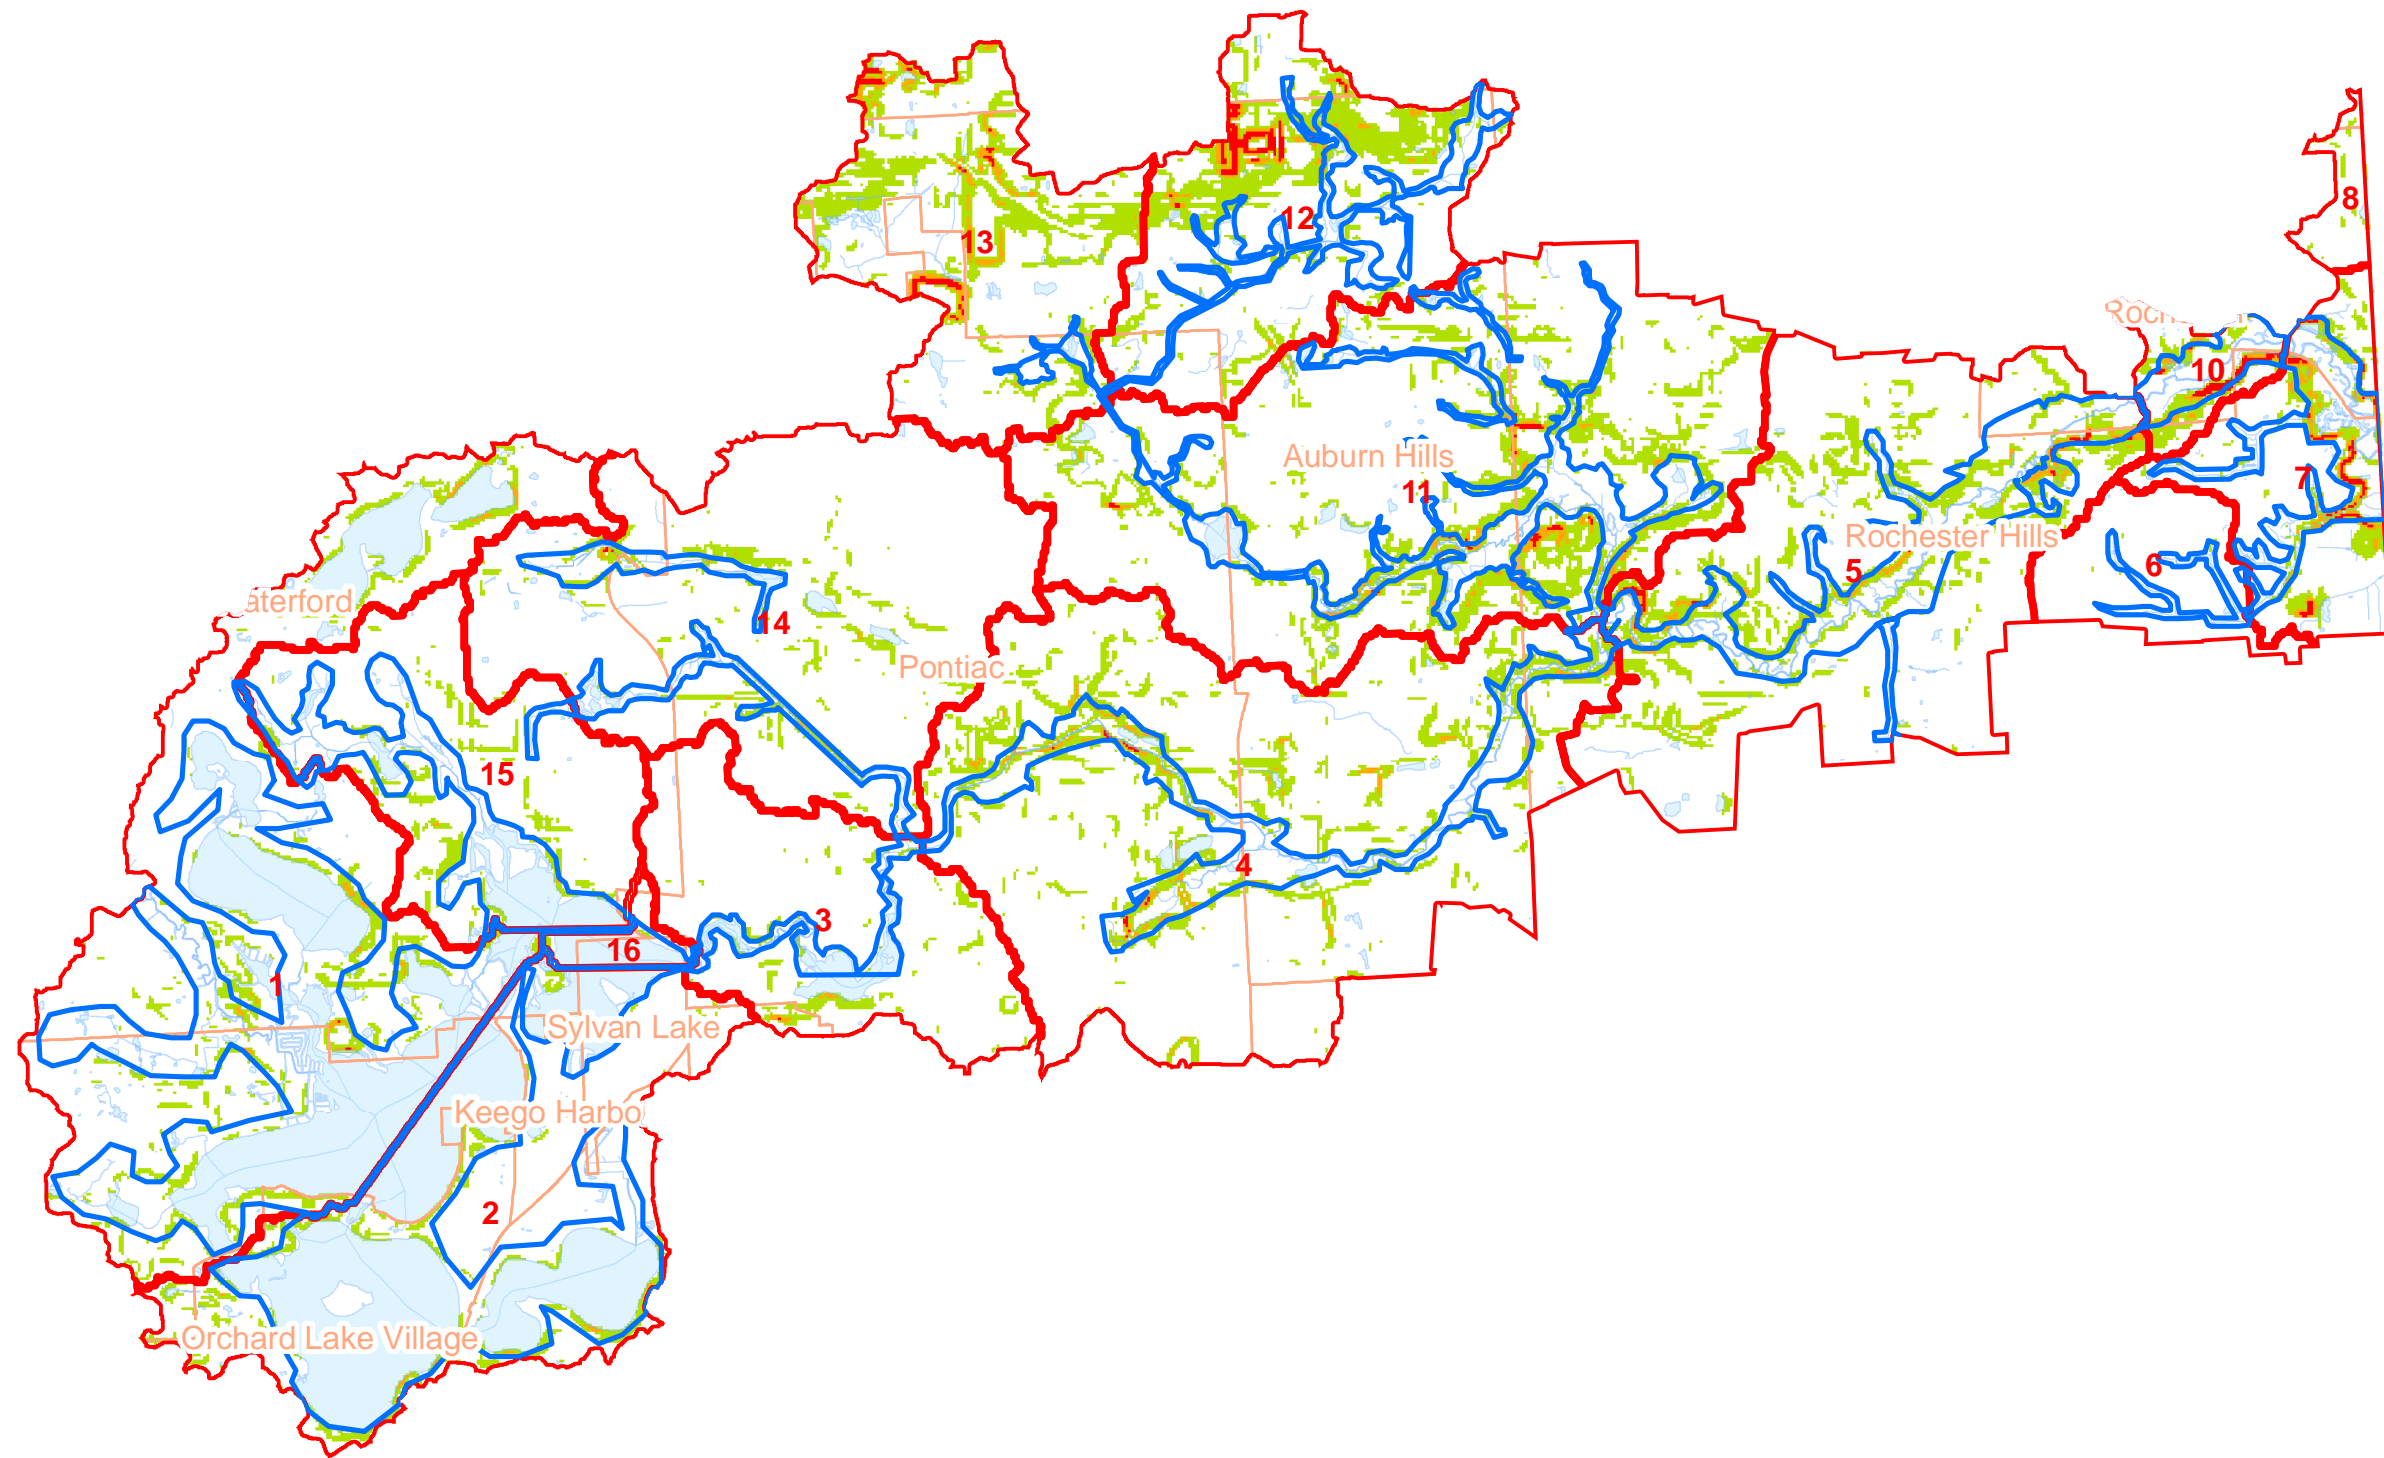 8
12
13
10
Auburn Hills
7
11
Rochester Hills
6
5
aterford
14
Pontiac
15
4
3
16
1
Sylvan Lake
Keego Harbo
2
Orchard Lake Village